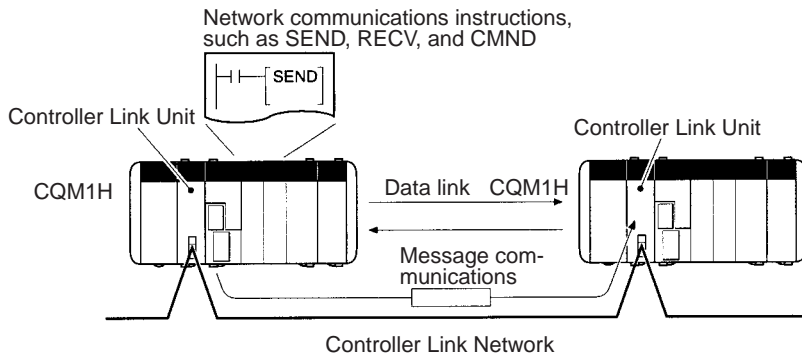 Network communications instructions,
such as SEND, RECV, and CMND
SEND
Controller Link Unit
Controller Link Unit
CQM1H
Data link
CQM1H
Message com-
munications
Controller Link Network